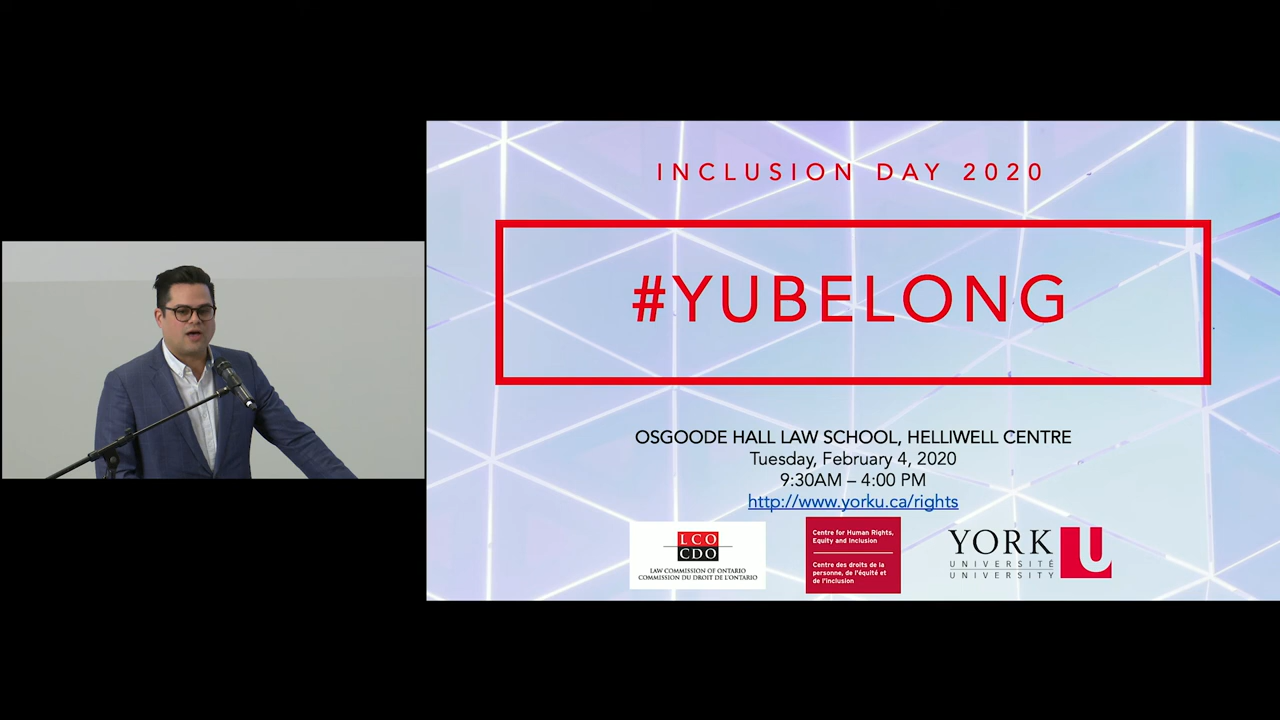 INCLUSION DAY 2020
#YUBELONG
OSGOODE HALL LAW SCHOOL, HELLIWELL CENTRE
Tuesday, February 4, 2020
9:30AM – 4:00 PM
http://www.yorku.ca/rights
LCO
CDO
LAW COMMISSION OF ONTARIO
COMMISSION DU DROIT DE L'ONTARIO
Centre for Human Rights,
Equity and Inclusion
Centre des droits de la
personne, de l'équité et
de l'inclusion
YORK U
UNIVERSITÉ
UNIVERSITY